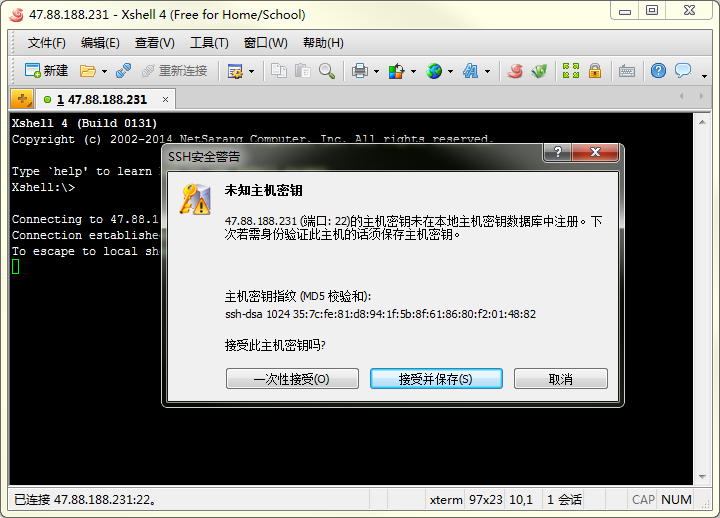 47.88.188.231 - Xshell 4 (Free for Home/School)
文件(F) 编辑(E) 查看(V) 工具(T) 窗口(W) 帮助(H)
新建 重新连接
1 47.88.188.231
Xshell 4 (Build 0131)
Copyright (c) 2002-2014 NetSarang Computer, Inc. All rights reserved.
Type `help' to learn
Xshell:\>
Connecting to 47.88.1
Connection establishe
To escape to local sh
SSH安全警告
未知主机密钥
47.88.188.231 (端口: 22)的主机密钥未在本地主机密钥数据库中注册。下
次若需身份验证此主机的话须保存主机密钥。
主机密钥指纹 (MD5 校验和):
ssh-dsa 1024 35:7c:fe:81:d8:94:1f:5b:8f:61:86:80:f2:01:48:82
接受此主机密钥吗?
一次性接受(O) 接受并保存(S) 取消
已连接 47.88.188.231:22。 xterm 97x23 10,1 1 会话 CAP NUM